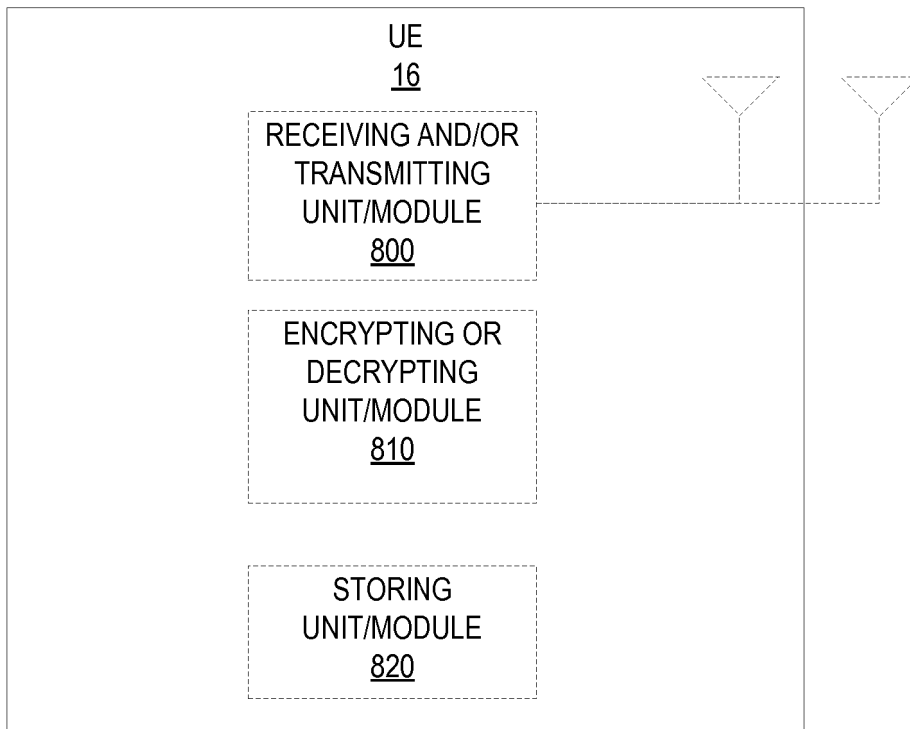 UE
16
RECEIVING AND/OR
TRANSMITTING
UNIT/MODULE
800
ENCRYPTING OR
DECRYPTING
UNIT/MODULE
810
STORING
UNIT/MODULE
820